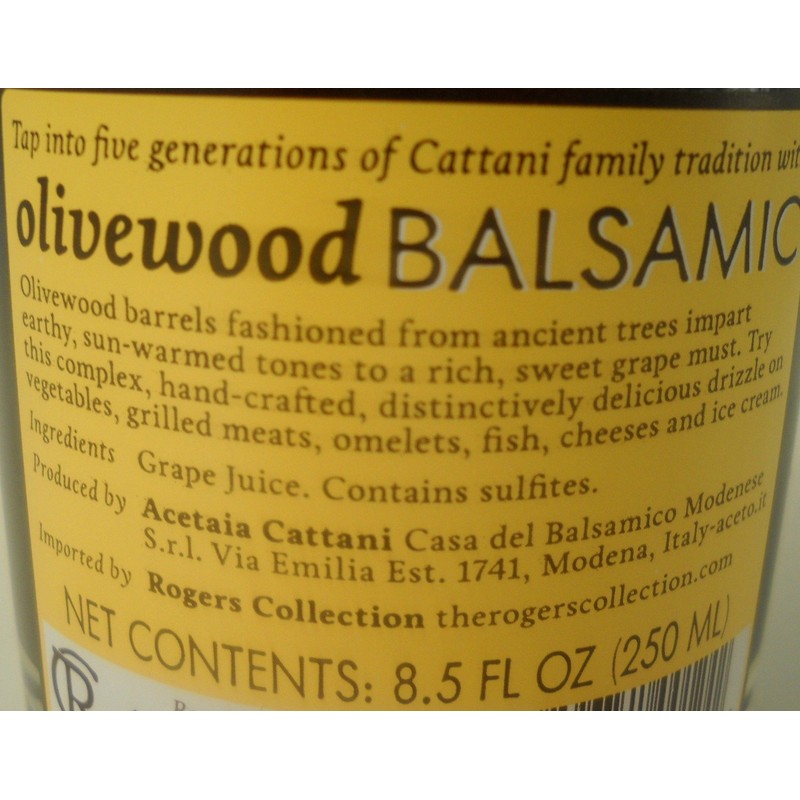 Tap into five generations of Cattani family tradition
olivewood BALSAMIC
Olivewood barrels fashioned from ancient trees impart
earthy, sun-warmed tones to a rich, sweet grape must. Try
this complex, hand-crafted, distinctively delicious drizzle on
vegetables, grilled meats, omelets, fish, cheeses and ice cream.
Ingredients Grape Juice. Contains sulfites.
Produced by Acetaia Cattani Casa del Balsamico Modenese
S.r.l. Via Emilia Est. 1741, Modena, Italy-aceto.it
Imported by Rogers Collection therogerscollection.com
NET CONTENTS: 8.5 FL OZ (250 ML)